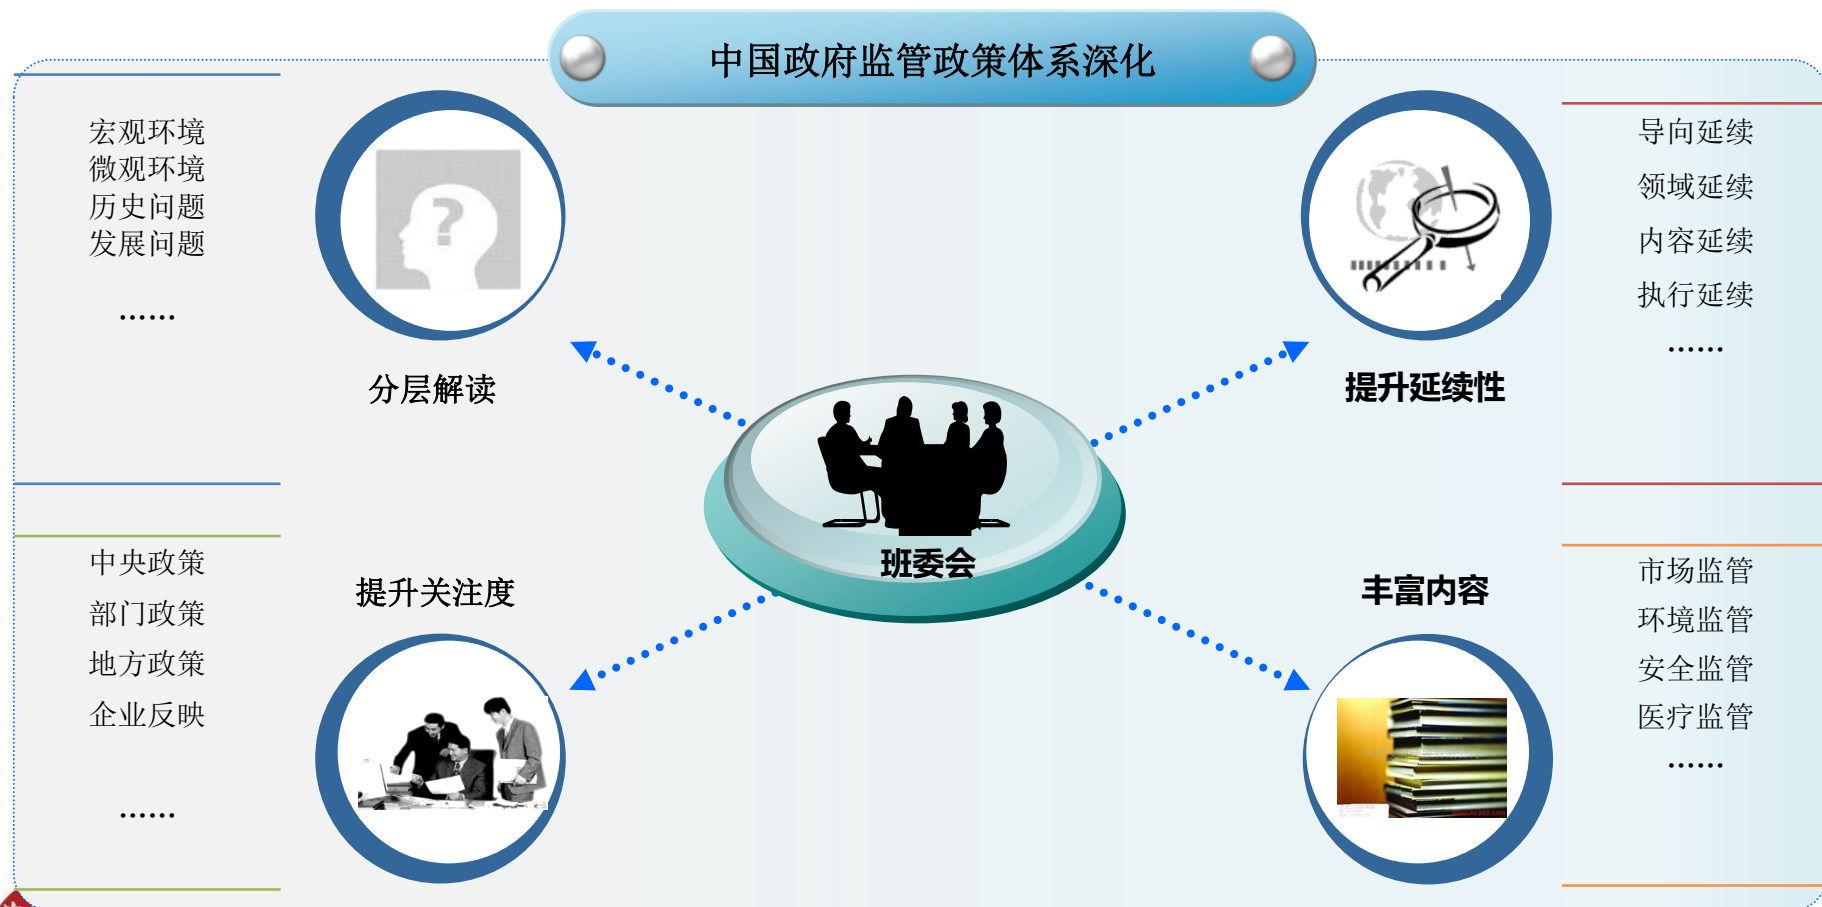 中国政府监管政策体系深化
宏观环境
微观环境
历史问题
发展问题
......
分层解读
导向延续
领域延续
内容延续
执行延续
......
提升延续性
班委会
中央政策
部门政策
地方政策
企业反映
......
提升关注度
丰富内容
市场监管
环境监管
安全监管
医疗监管
......